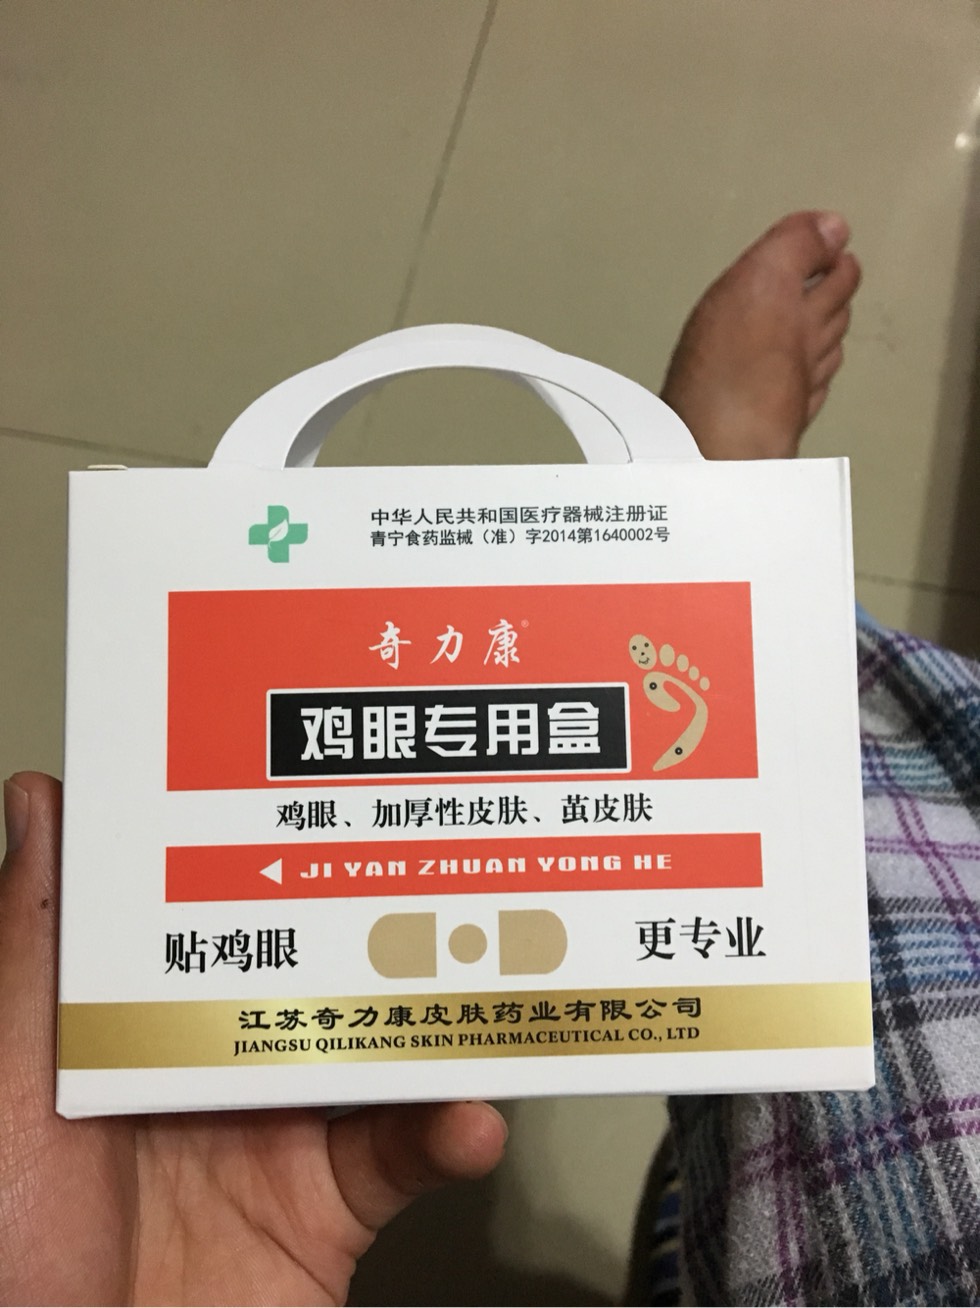 中华人民共和国医疗器械注册证
青宁食药监械（准）字2014第1640002号
奇力康®
鸡眼专用盒
鸡眼、加厚性皮肤、茧皮肤
JI YAN ZHUAN YONG HE
贴鸡眼 更专业
江苏奇力康皮肤药业有限公司
JIANGSU QILIKANG SKIN PHARMACEUTICAL CO., LTD